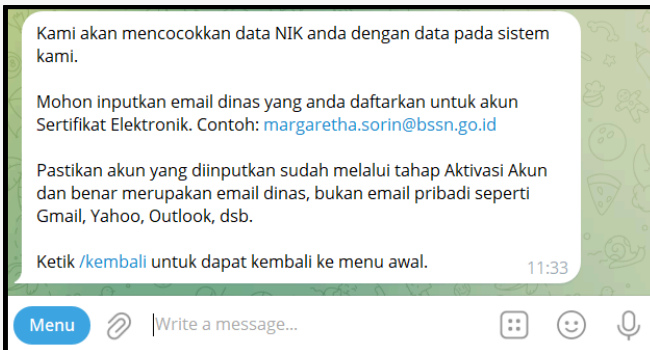 Kami akan mencocokkan data NIK anda dengan data pada sistem
kami.
Mohon inputkan email dinas yang anda daftarkan untuk akun
Sertifikat Elektronik. Contoh: margaretha.sorin@bssn.go.id
Pastikan akun yang diinputkan sudah melalui tahap Aktivasi Akun
dan benar merupakan email dinas, bukan email pribadi seperti
Gmail, Yahoo, Outlook, dsb.
Ketik /kembali untuk dapat kembali ke menu awal.
11:33
Menu
Write a message...